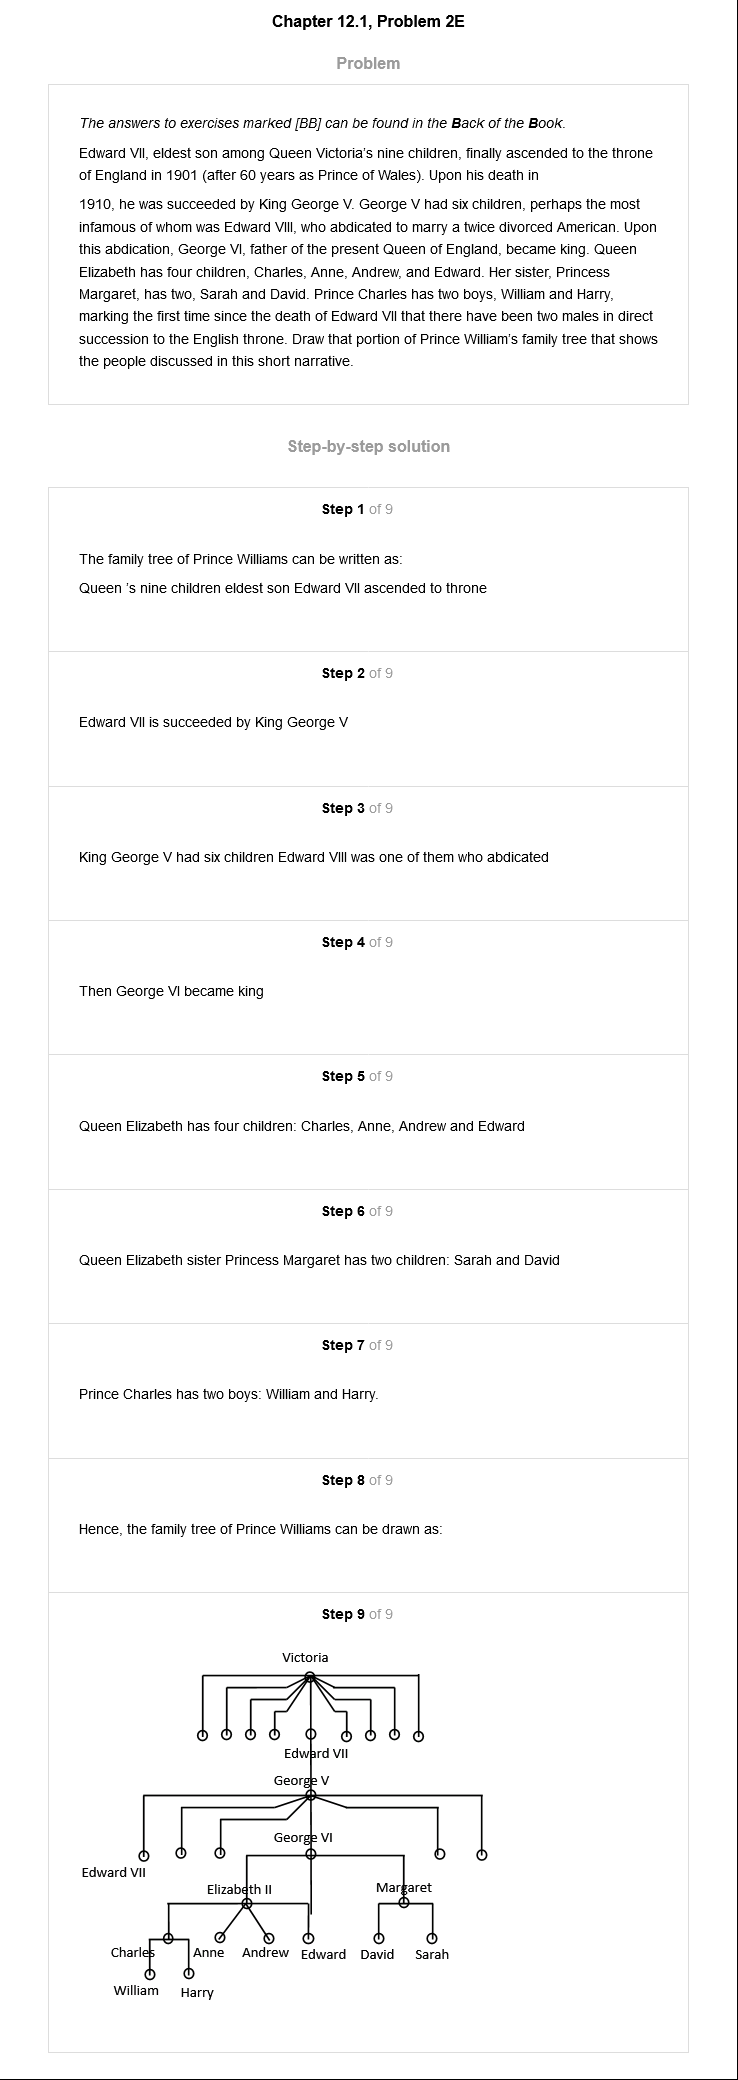 Chapter 12.1, Problem 2E
Problem
The answers to exercises marked [BB] can be found in the Back of the Book.
Edward VII, eldest son among Queen Victoria's nine children, finally ascended to the throne
of England in 1901 (after 60 years as Prince of Wales). Upon his death in
1910, he was succeeded by King George V. George V had six children, perhaps the most
infamous of whom was Edward VIII, who abdicated to marry a twice divorced American. Upon
this abdication, George VI, father of the present Queen of England, became king. Queen
Elizabeth has four children, Charles, Anne, Andrew, and Edward. Her sister, Princess
Margaret, has two, Sarah and David. Prince Charles has two boys, William and Harry,
marking the first time since the death of Edward VII that there have been two males in direct
succession to the English throne. Draw that portion of Prince William's family tree that shows
the people discussed in this short narrative.
Step-by-step solution
Step 1 of 9
The family tree of Prince Williams can be written as:
Queen 's nine children eldest son Edward VII ascended to throne
Step 2 of 9
Edward VII is succeeded by King George V
Step 3 of 9
King George V had six children Edward VIII was one of them who abdicated
Step 4 of 9
Then George VI became king
Step 5 of 9
Queen Elizabeth has four children: Charles, Anne, Andrew and Edward
Step 6 of 9
Queen Elizabeth sister Princess Margaret has two children: Sarah and David
Step 7 of 9
Prince Charles has two boys: William and Harry.
Step 8 of 9
Hence, the family tree of Prince Williams can be drawn as:
Step 9 of 9
Victoria
Edward VII
George V
George VI
Edward VII
Elizabeth II
Margaret
Charles
Anne
Andrew
Edward
David
Sarah
William
Harry